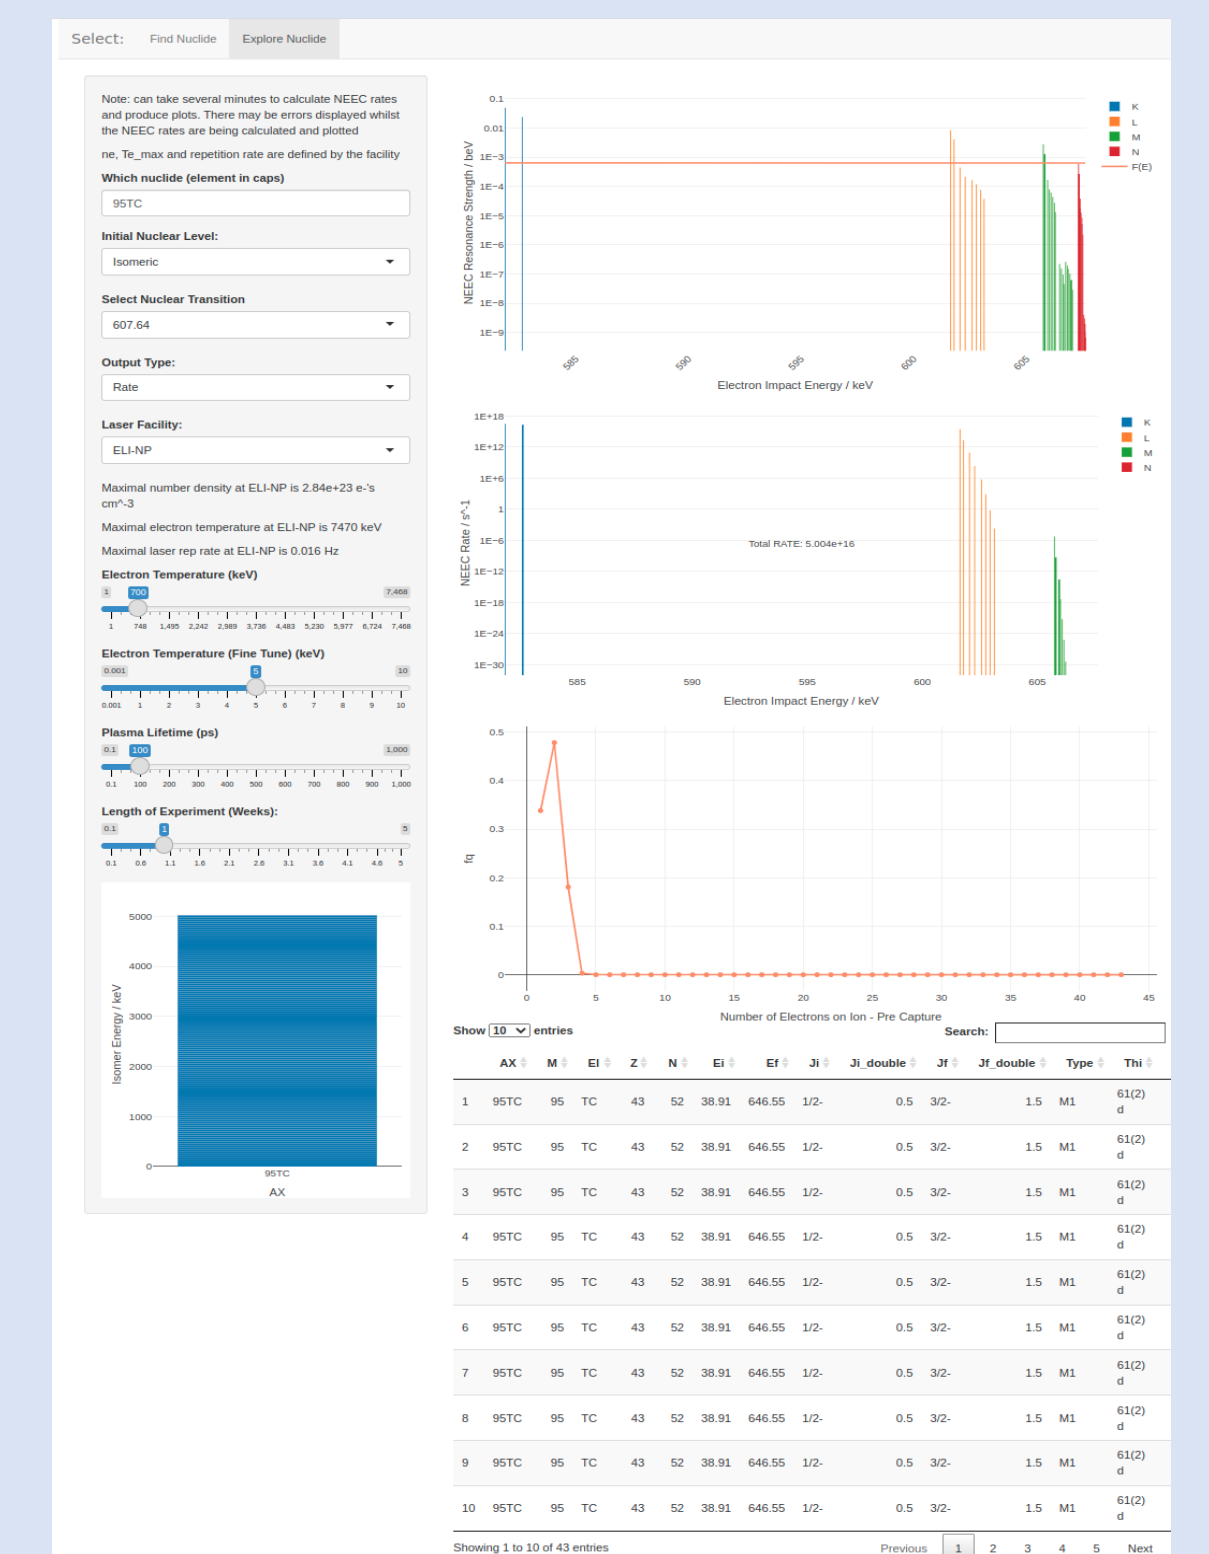 Select: Find Nuclide Explore Nuclide
Note: can take several minutes to calculate NEEC rates
and produce plots. There may be errors displayed whilst
the NEEC rates are being calculated and plotted
ne, Te_max and repetition rate are defined by the facility
Which nuclide (element in caps)
95TC
Initial Nuclear Level:
Isomeric
Select Nuclear Transition
607.64
Output Type:
Rate
Laser Facility:
ELI-NP
Maximal number density at ELI-NP is 2.84e+23 e-'s
cm^-3
Maximal electron temperature at ELI-NP is 7470 keV
Maximal laser rep rate at ELI-NP is 0.016 Hz
Electron Temperature (keV)
1 700 7,468
1 748 1,495 2,242 2,989 3,736 4,483 5,230 5,977 6,724 7,468
Electron Temperature (Fine Tune) (keV)
0.001 5 10
0.001 1 2 3 4 5 6 7 8 9 10
Plasma Lifetime (ps)
0.1 100 1,000
0.1 100 200 300 400 500 600 700 800 900 1,000
Length of Experiment (Weeks):
0.1 1 5
0.1 0.6 1.1 1.6 2.1 2.6 3.1 3.6 4.1 4.6 5
5000
4000
3000
2000
1000
0
Isomer Energy / keV
95TC
AX
0.1
0.01
1E−3
1E−4
1E−5
1E−6
1E−7
1E−8
1E−9
NEEC Resonance Strength / beV
585 590 595 600 605
Electron Impact Energy / keV
K
L
M
N
F(E)
1E+18
1E+12
1E+6
1
1E−6
1E−12
1E−18
1E−24
1E−30
NEEC Rate / s^-1
Total RATE: 5.004e+16
585 590 595 600 605
Electron Impact Energy / keV
K
L
M
N
0.5
0.4
0.3
0.2
0.1
0
fq
0 5 10 15 20 25 30 35 40 45
Number of Electrons on Ion - Pre Capture
Show 10 entries Search:
AX M El Z N Ei Ef Ji Ji_double Jf Jf_double Type Thi
1 95TC 95 TC 43 52 38.91 646.55 1/2- 0.5 3/2- 1.5 M1 61(2)
d
2 95TC 95 TC 43 52 38.91 646.55 1/2- 0.5 3/2- 1.5 M1 61(2)
d
3 95TC 95 TC 43 52 38.91 646.55 1/2- 0.5 3/2- 1.5 M1 61(2)
d
4 95TC 95 TC 43 52 38.91 646.55 1/2- 0.5 3/2- 1.5 M1 61(2)
d
5 95TC 95 TC 43 52 38.91 646.55 1/2- 0.5 3/2- 1.5 M1 61(2)
d
6 95TC 95 TC 43 52 38.91 646.55 1/2- 0.5 3/2- 1.5 M1 61(2)
d
7 95TC 95 TC 43 52 38.91 646.55 1/2- 0.5 3/2- 1.5 M1 61(2)
d
8 95TC 95 TC 43 52 38.91 646.55 1/2- 0.5 3/2- 1.5 M1 61(2)
d
9 95TC 95 TC 43 52 38.91 646.55 1/2- 0.5 3/2- 1.5 M1 61(2)
d
10 95TC 95 TC 43 52 38.91 646.55 1/2- 0.5 3/2- 1.5 M1 61(2)
d
Showing 1 to 10 of 43 entries Previous 1 2 3 4 5 Next